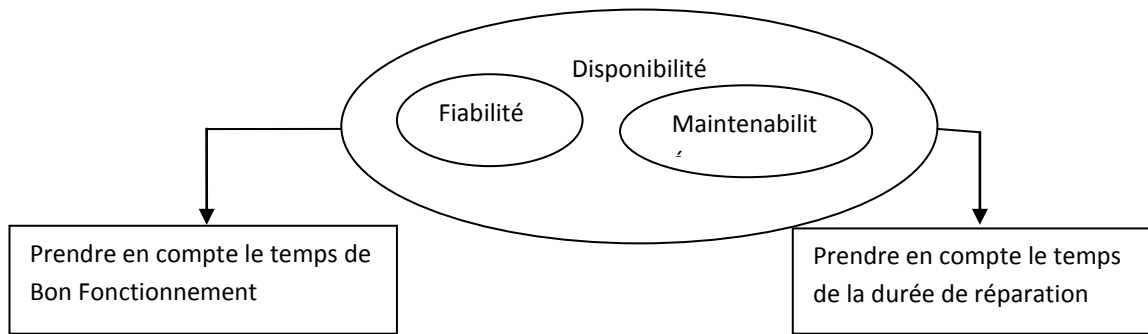 Disponibilité
Fiabilité
Maintenabilit
Prendre en compte le temps de
Bon Fonctionnement
Prendre en compte le temps
de la durée de réparation